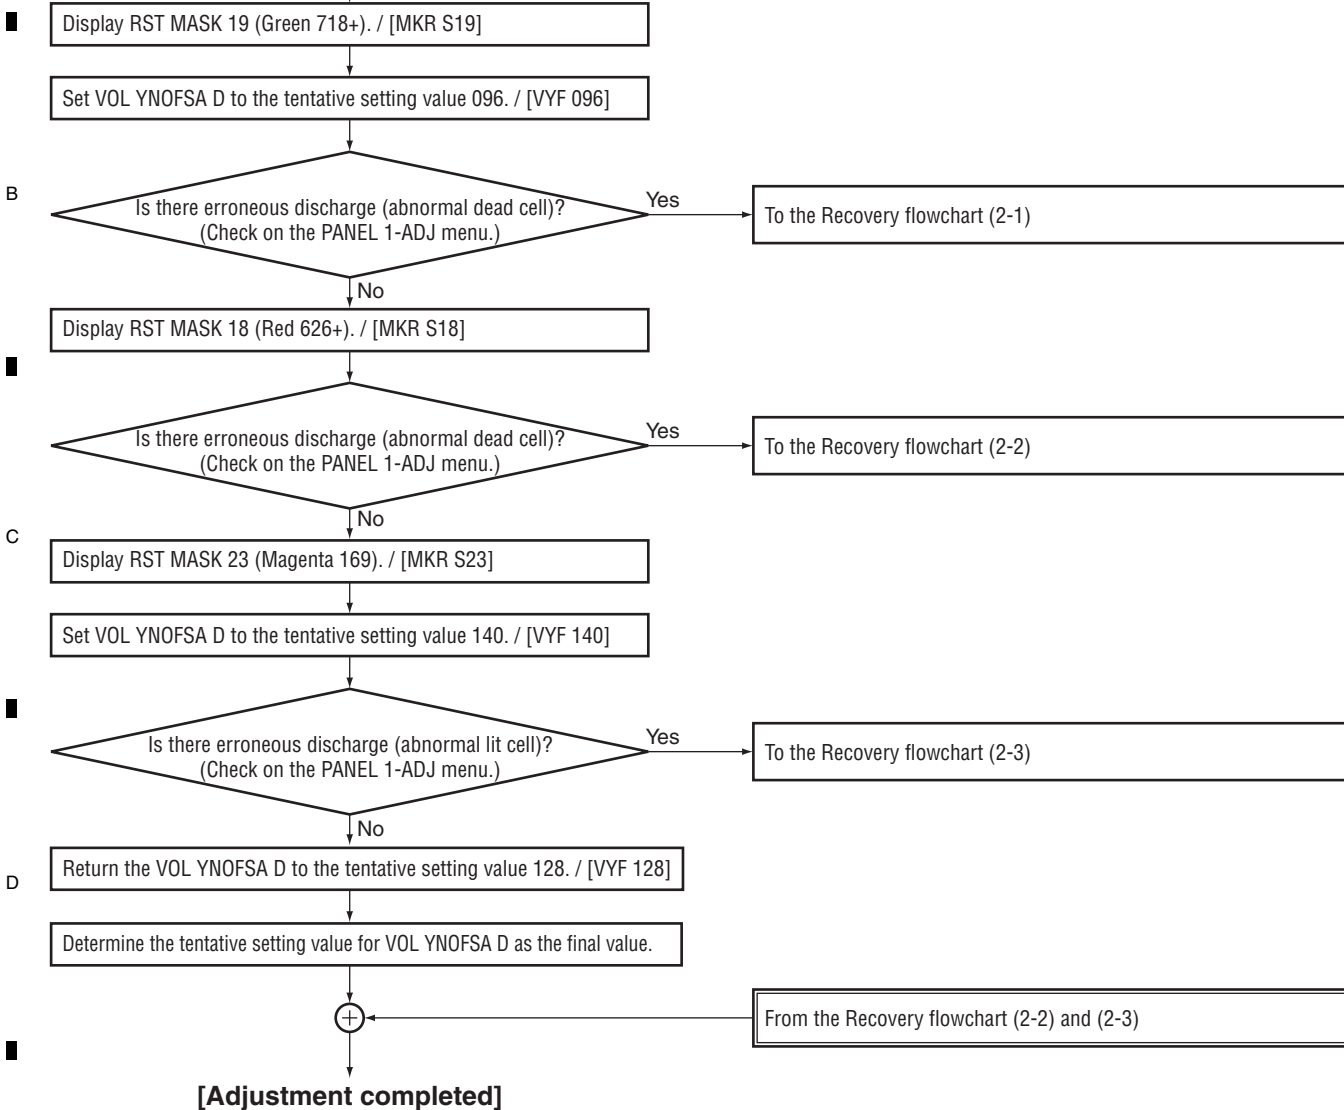 Display RST MASK 19 (Green 718+). / [MKR S19]
Set VOL YNOFSA D to the tentative setting value 096. / [VYF 096]
B
Is there erroneous discharge (abnormal dead cell)?
(Check on the PANEL 1-ADJ menu.)
Yes
To the Recovery flowchart (2-1)
No
Display RST MASK 18 (Red 626+). / [MKR S18]
Is there erroneous discharge (abnormal dead cell)?
(Check on the PANEL 1-ADJ menu.)
Yes
To the Recovery flowchart (2-2)
No
C
Display RST MASK 23 (Magenta 169). / [MKR S23]
Set VOL YNOFSA D to the tentative setting value 140. / [VYF 140]
Is there erroneous discharge (abnormal lit cell)?
(Check on the PANEL 1-ADJ menu.)
Yes
To the Recovery flowchart (2-3)
No
Return the VOL YNOFSA D to the tentative setting value 128. / [VYF 128]
D
Determine the tentative setting value for VOL YNOFSA D as the final value.
From the Recovery flowchart (2-2) and (2-3)
[Adjustment completed]